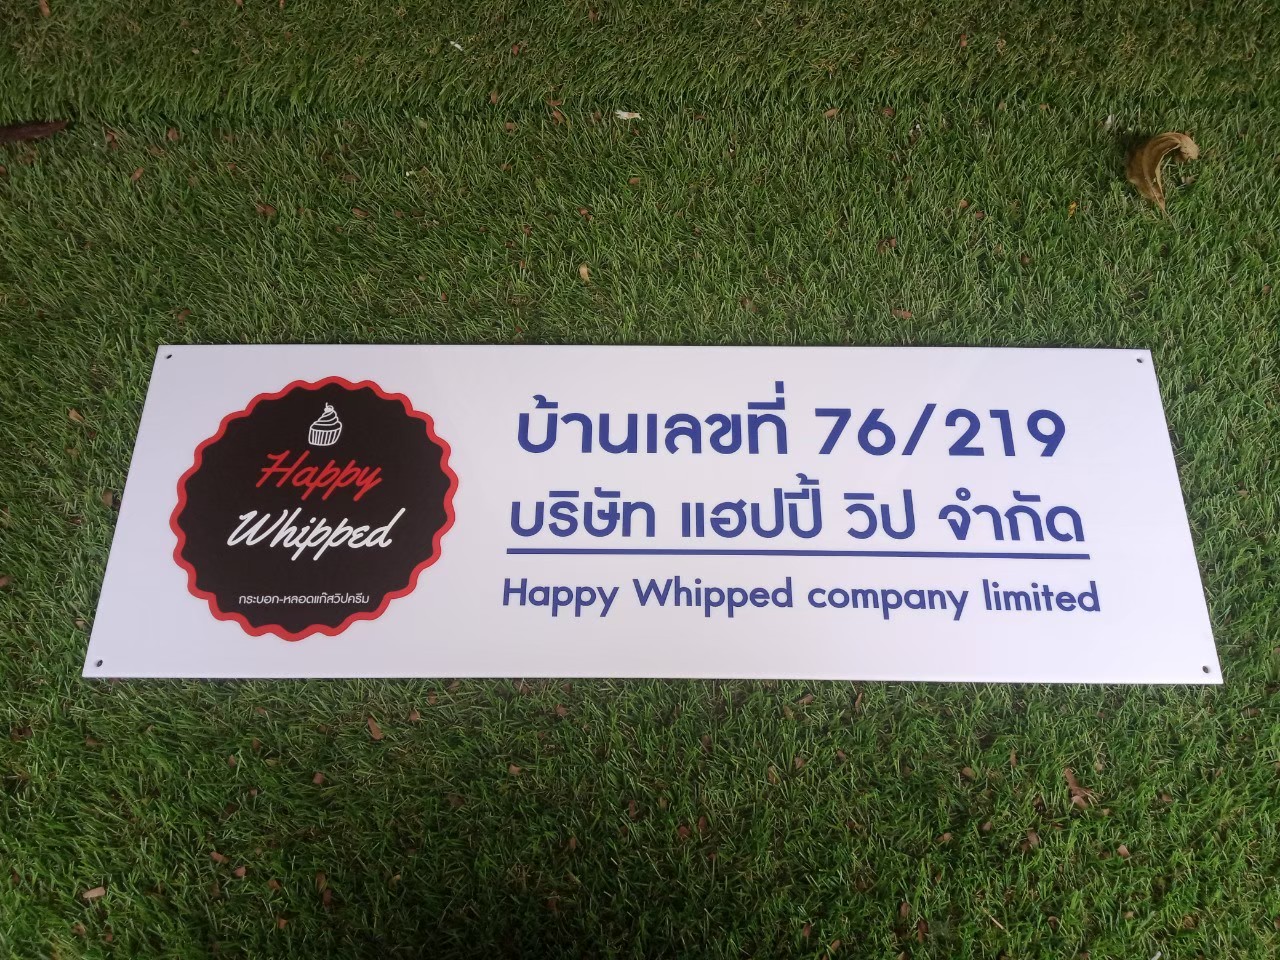 Happy
Whipped
กระบอก-หลอดแก๊สวิปครีม
บ้านเลขที่ 76/219
บริษัท แฮปปี้ วิป จำกัด
Happy Whipped company limited